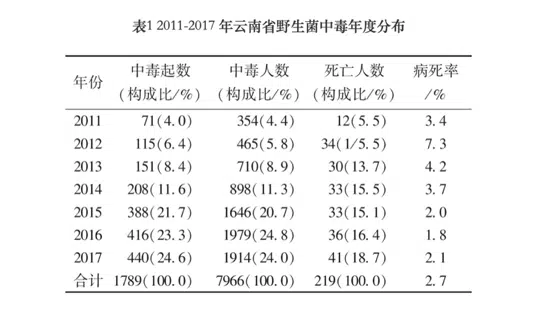 表1 2011-2017 年云南省野生菌中毒年度分布
年份 中毒起数 中毒人数 死亡人数 病死率
(构成比/%) (构成比/%) (构成比/%) /%
2011 71(4.0) 354(4.4) 12(5.5) 3.4
2012 115(6.4) 465(5.8) 34(1/5.5) 7.3
2013 151(8.4) 710(8.9) 30(13.7) 4.2
2014 208(11.6) 898(11.3) 33(15.5) 3.7
2015 388(21.7) 1646(20.7) 33(15.1) 2.0
2016 416(23.3) 1979(24.8) 36(16.4) 1.8
2017 440(24.6) 1914(24.0) 41(18.7) 2.1
合计 1789(100.0) 7966(100.0) 219(100.0) 2.7